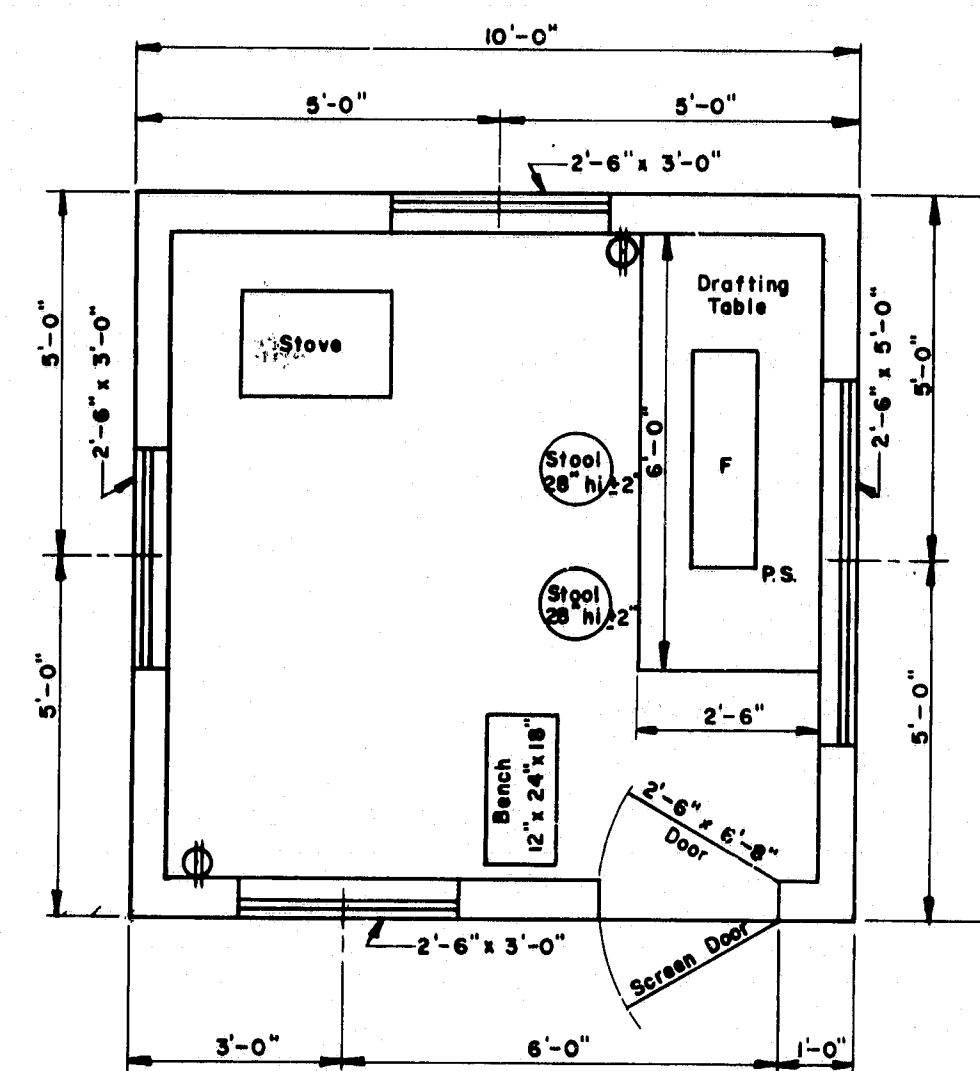 10'-0"
5'-0"
5'-0"
2'-6" x 3'-0"
5'-0"
2'-6" x 3'-0"
Stove
Drafting
Table
2'-6" x 5'-0"
5'-0"
6'-0"
F
Stool
28" hi ±2"
P.S.
Stool
28" hi ±2"
5'-0"
2'-6"
5'-0"
Bench
12" x 24" x 18"
2'-6" x 6'-8"
Door
Screen Door
2'-6" x 3'-0"
3'-0"
6'-0"
1'-0"